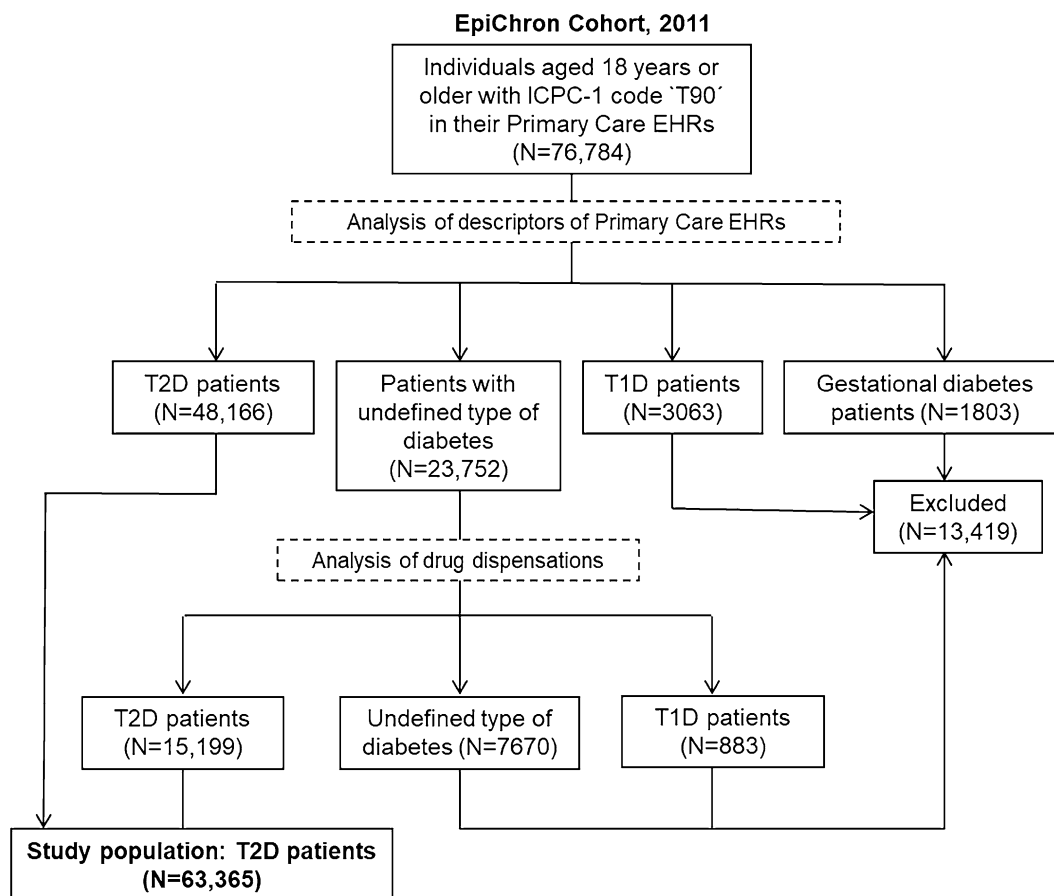 EpiChron Cohort, 2011
Individuals aged 18 years or
older with ICPC-1 code `T90´
in their Primary Care EHRs
(N=76,784)
Analysis of descriptors of Primary Care EHRs
T2D patients
(N=48,166)
Patients with
undefined type of
diabetes
(N=23,752)
T1D patients
(N=3063)
Gestational diabetes
patients (N=1803)
Excluded
(N=13,419)
Analysis of drug dispensations
T2D patients
(N=15,199)
Undefined type of
diabetes (N=7670)
T1D patients
(N=883)
Study population: T2D patients
(N=63,365)